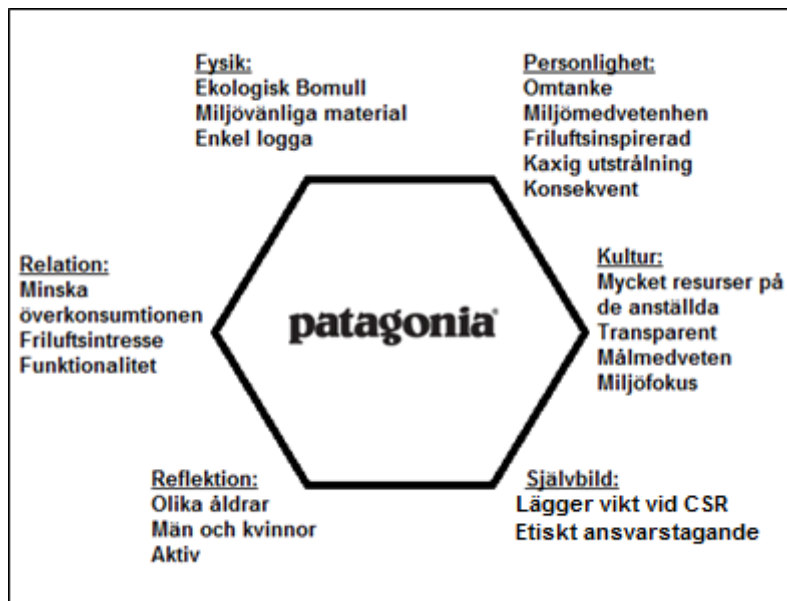 Fysik:
Ekologisk Bomull
Miljövänliga material
Enkel logga
Personlighet:
Omtanke
Miljömedvetenhen
Friluftsinspirerad
Kaxig utstrålning
Konsekvent
Relation:
Minska
överkonsumtionen
Friluftsintresse
Funktionalitet
patagonia®
Kultur:
Mycket resurser på
de anställda
Transparent
Målmedveten
Miljöfokus
Reflektion:
Olika åldrar
Män och kvinnor
Aktiv
Självbild:
Lägger vikt vid CSR
Etiskt ansvarstagande